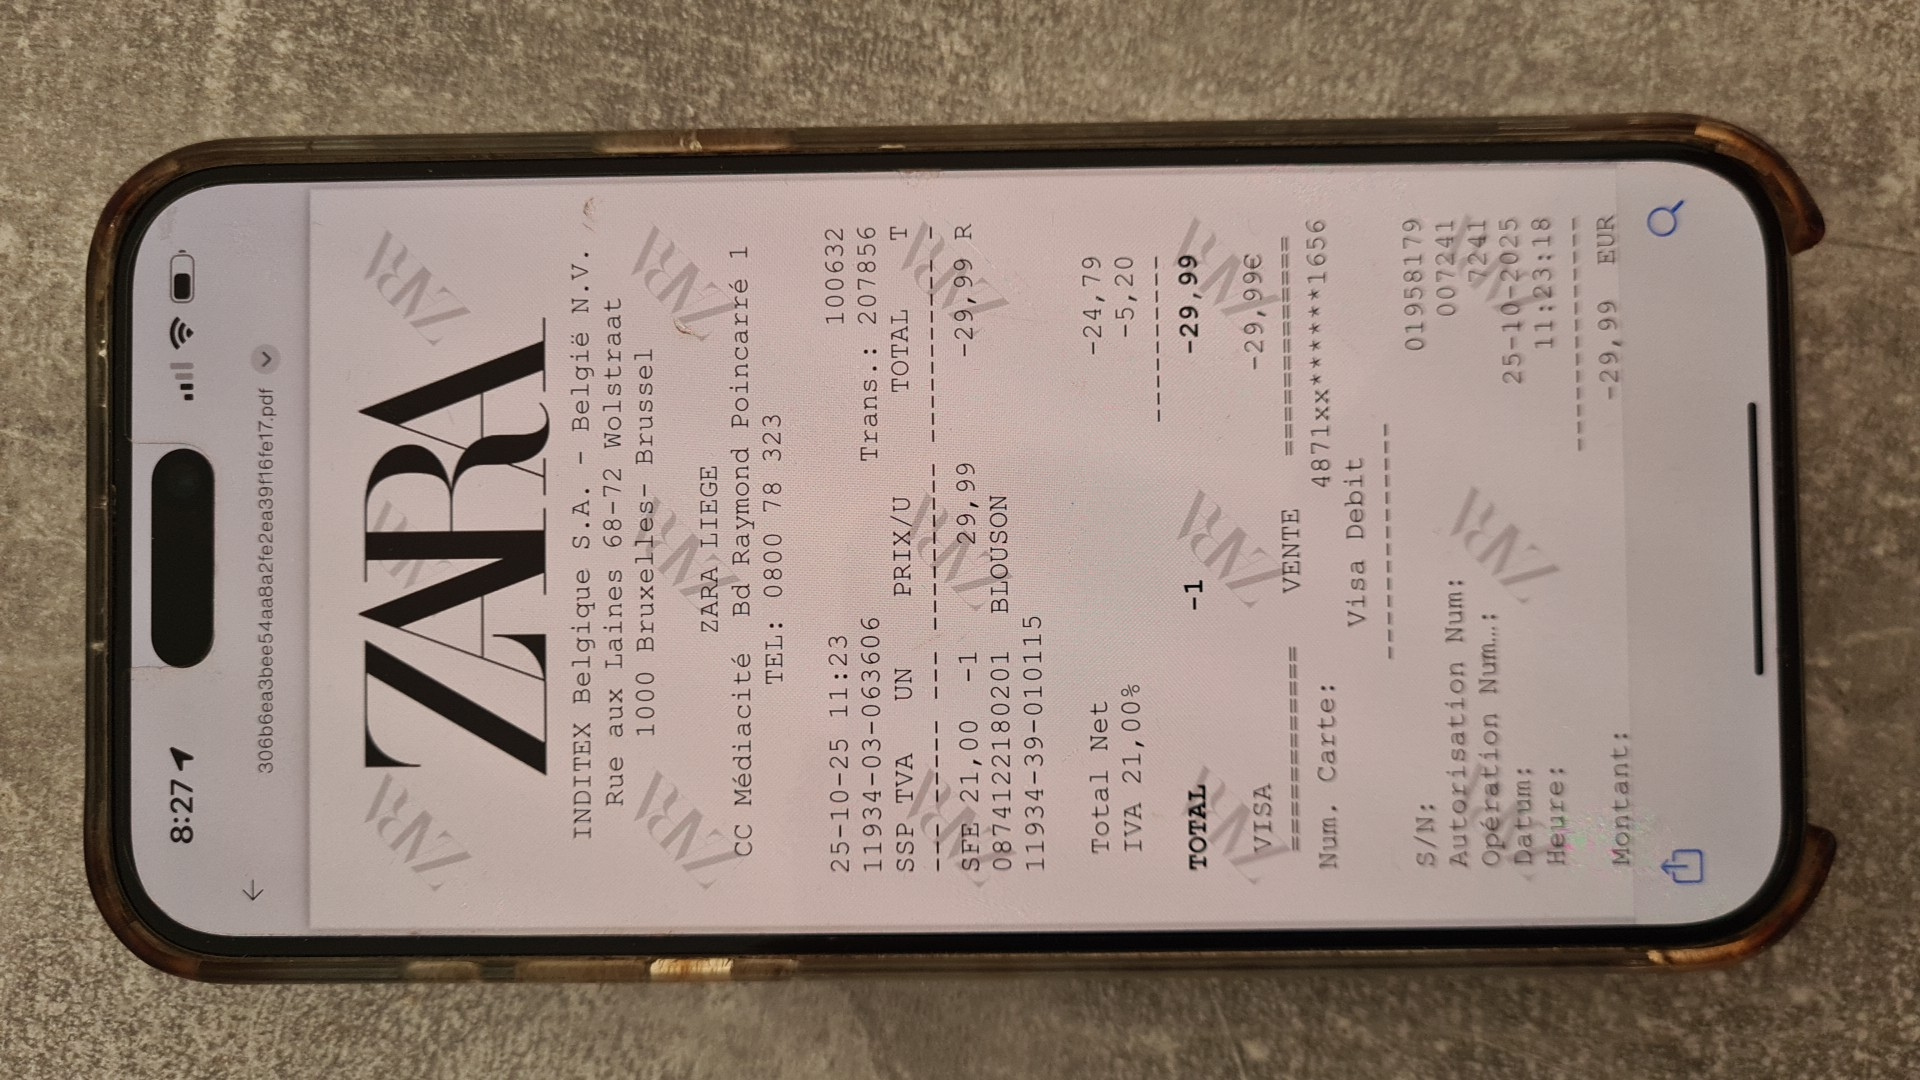 8:27
306b6ea3bee54aa8a2fe2ea39f16fe17.pdf
ZARA
INDITEX Belgique S.A. - België N.V.
Rue aux Laines 68-72 Wolstraat
1000 Bruxelles- Brussel
ZARA LIEGE
CC Médiacité Bd Raymond Poincarré 1
TEL: 0800 78 323
25-10-25 11:23 100632
11934-03-063606 Trans.: 207856
SSP TVA UN PRIX/U TOTAL T
SFE 21,00 -1 29,99 -29,99 R
0874122180201 BLOUSON
11934-39-010115
Total Net -24,79
IVA 21,00% -5,20
TOTAL -1 -29,99
VISA -29,99€
=========== VENTE ============
Num. Carte: 4871xx*******1656
Visa Debit
S/N: 01958179
Autorisation Num: 007241
Opération Num…: 7241
Datum: 25-10-2025
Heure: 11:23:18
Montant: -29,99 EUR